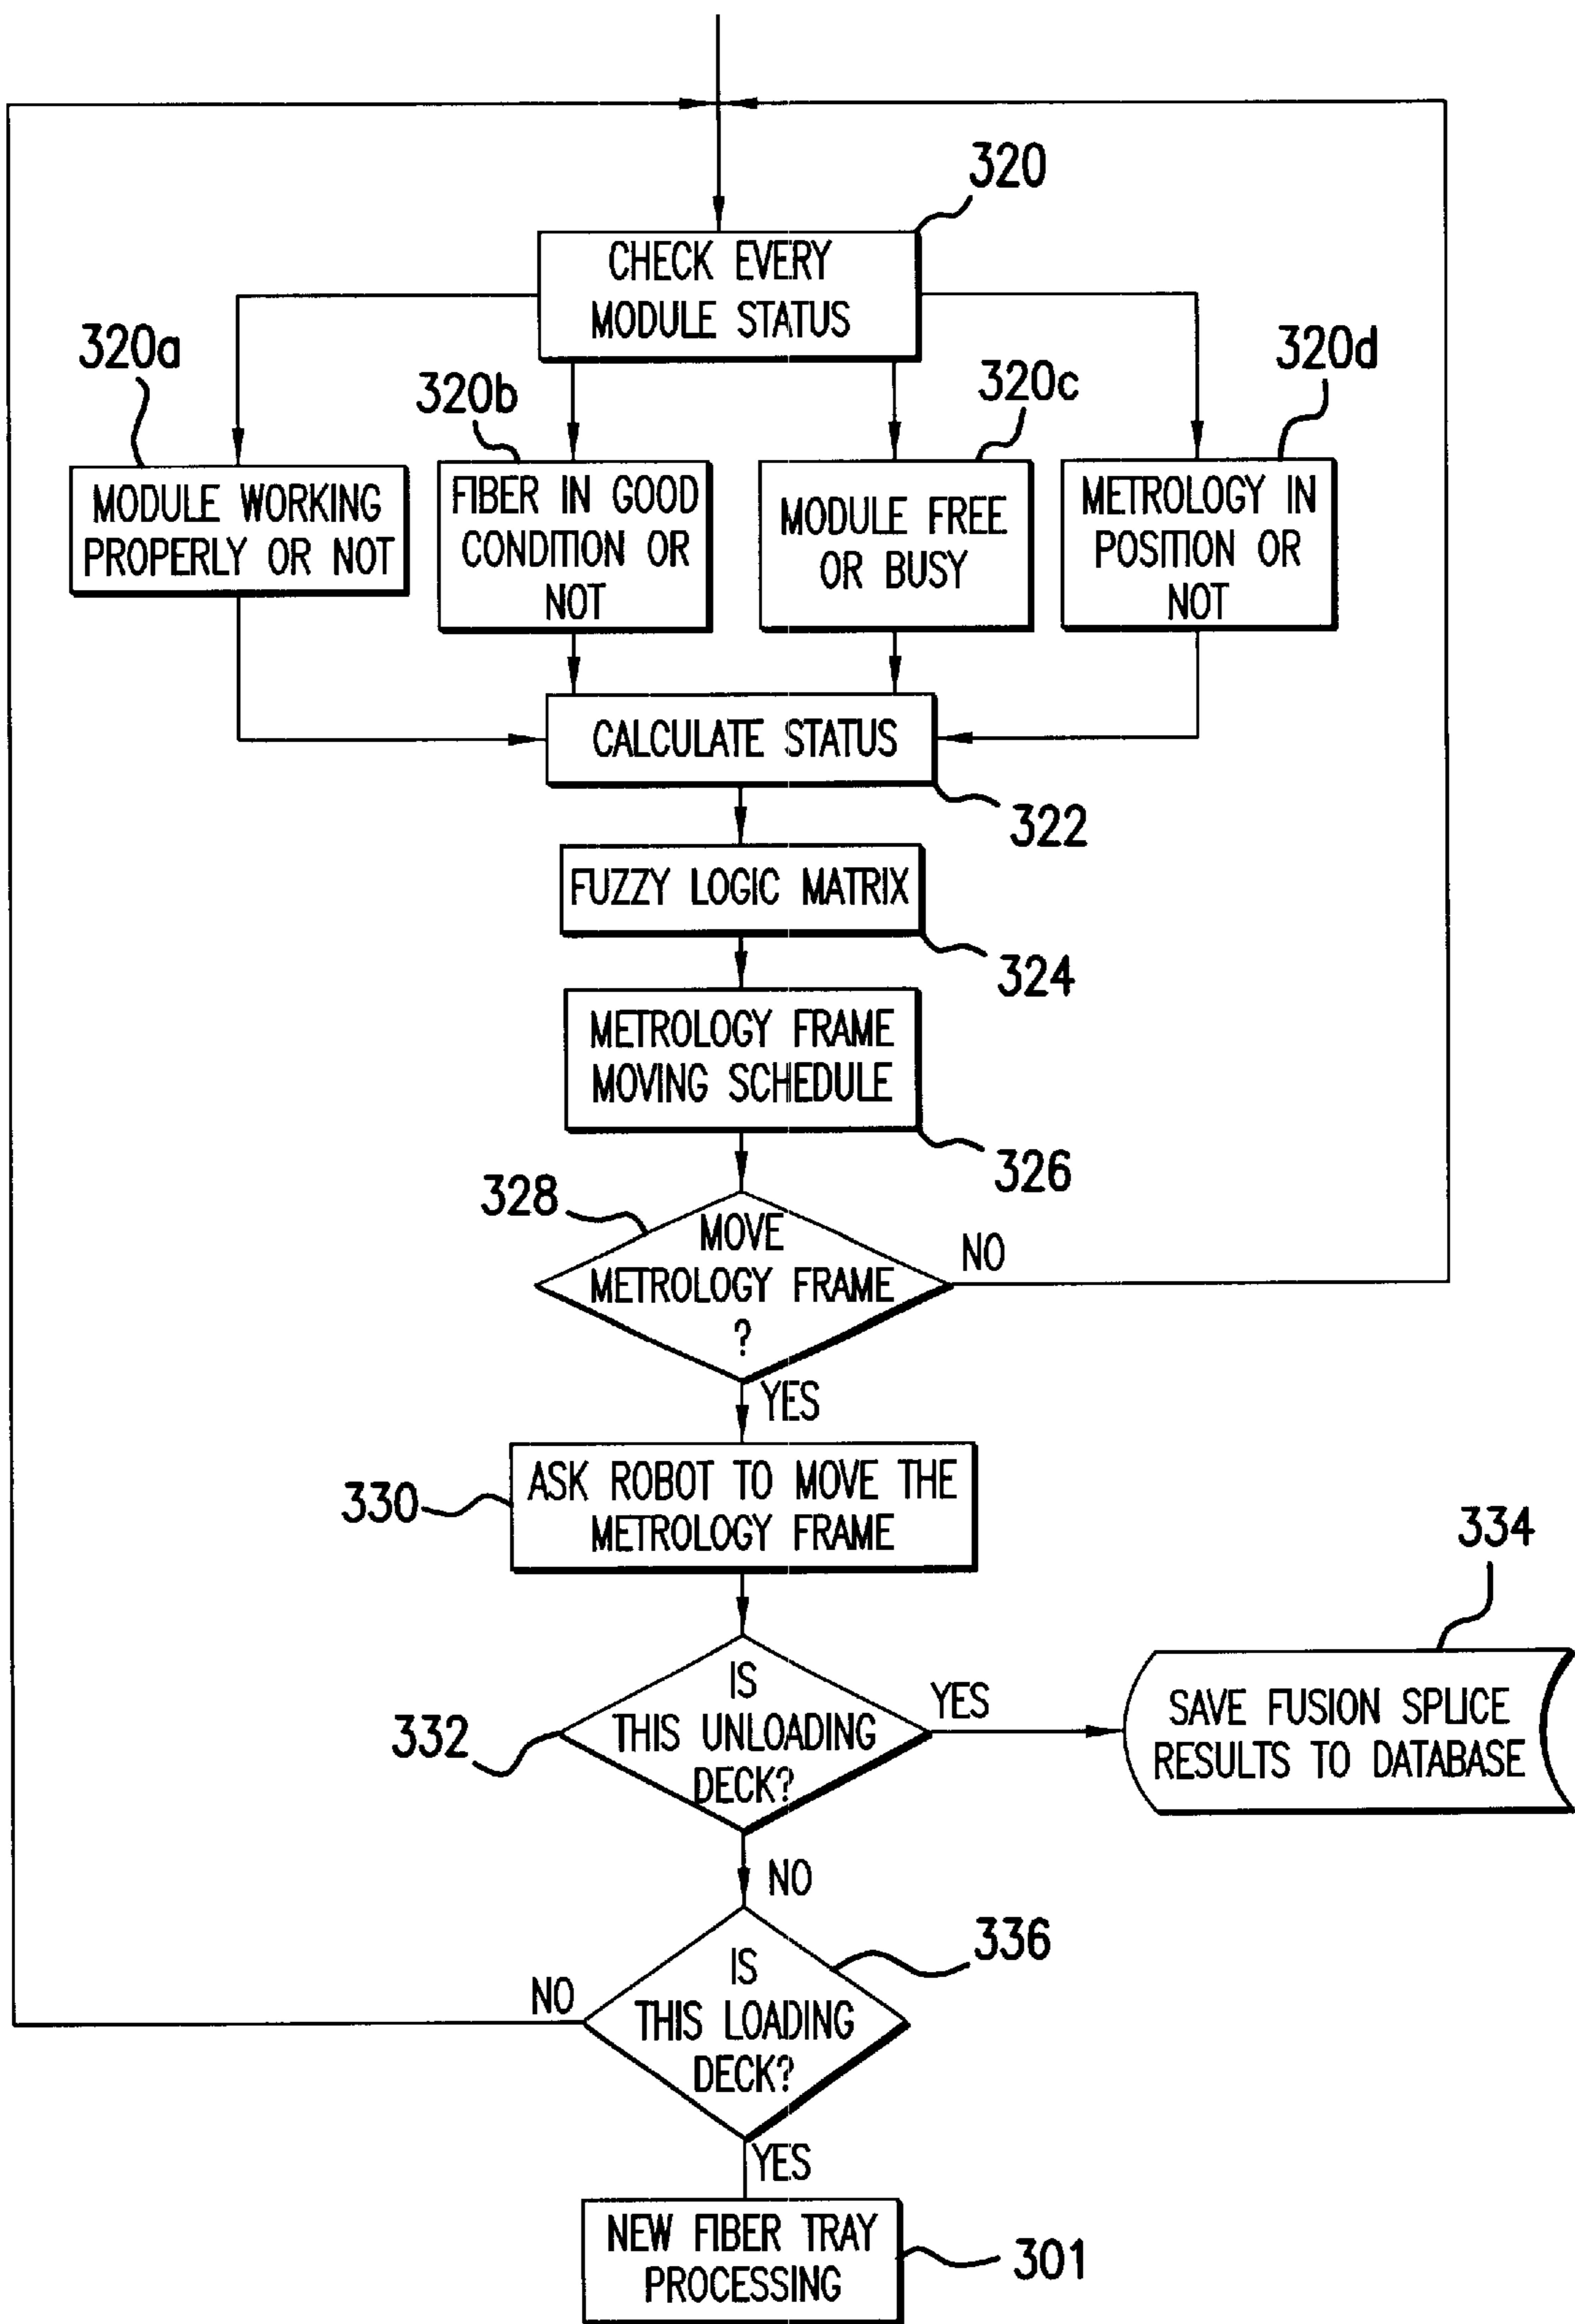 320
CHECK EVERY
MODULE STATUS
320a
320b
320c
320d
MODULE WORKING
PROPERLY OR NOT
FIBER IN GOOD
CONDITION OR
NOT
MODULE FREE
OR BUSY
METROLOGY IN
POSITION OR
NOT
CALCULATE STATUS
322
FUZZY LOGIC MATRIX
324
METROLOGY FRAME
MOVING SCHEDULE
326
328
MOVE
METROLOGY FRAME
?
NO
YES
330
ASK ROBOT TO MOVE THE
METROLOGY FRAME
334
332
IS
THIS UNLOADING
DECK?
YES
SAVE FUSION SPLICE
RESULTS TO DATABASE
NO
336
NO
IS
THIS LOADING
DECK?
YES
NEW FIBER TRAY
PROCESSING
301